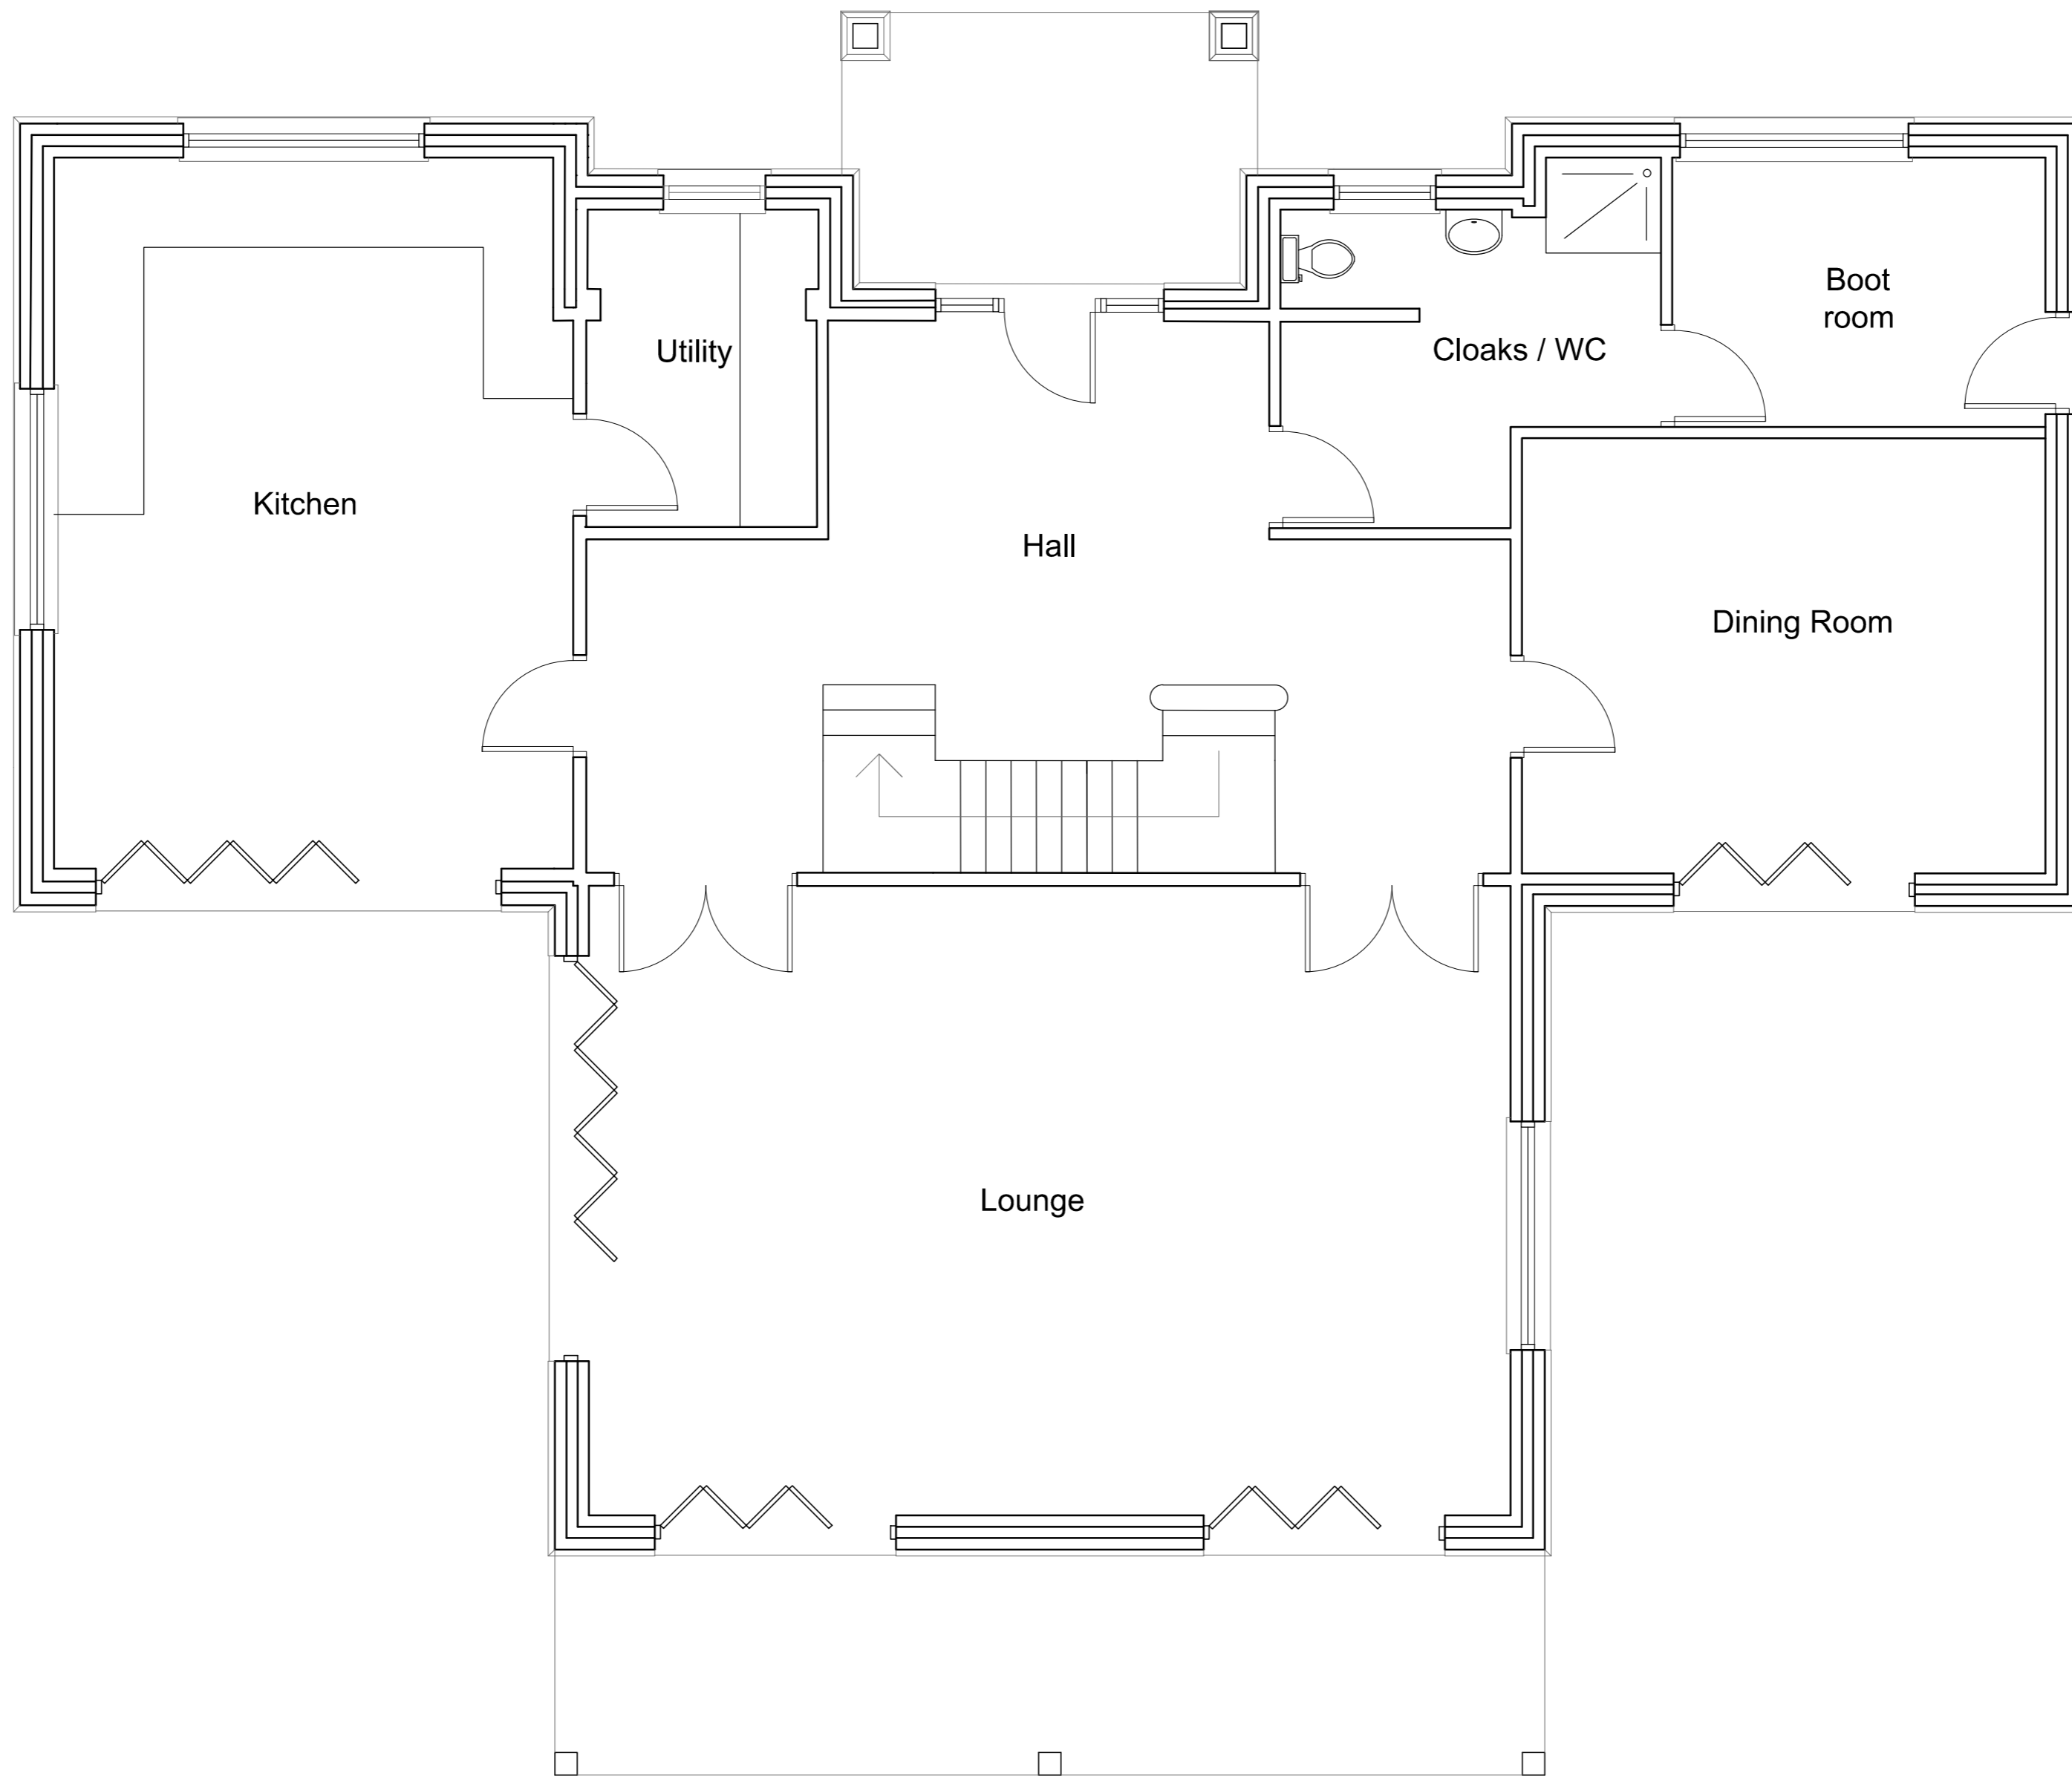 Boot
room
Utility
Cloaks / WC
Kitchen
Hall
Dining Room
Lounge